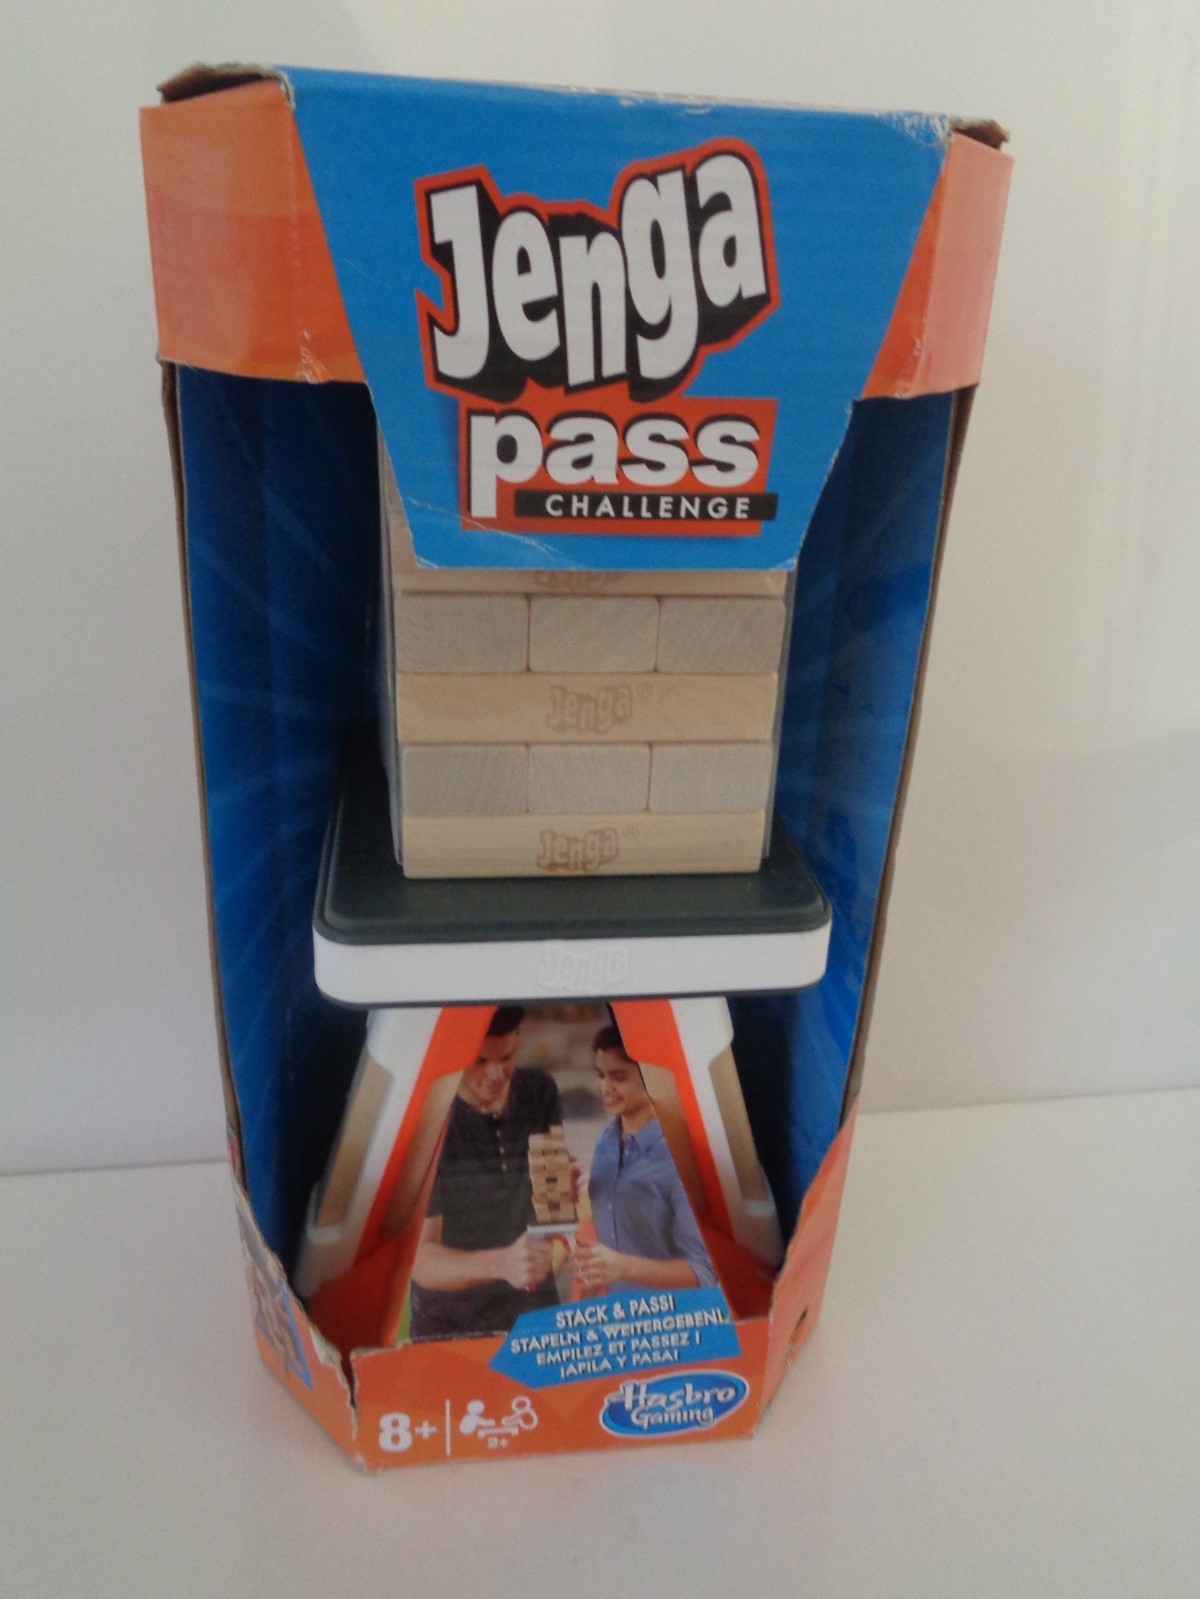 Jenga
pass
CHALLENGE
Jenga®
Jenga®
Jenga
STACK & PASS!
STAPELN & WEITERGEBEN!
EMPILEZ ET PASSEZ !
¡APILA Y PASA!
8+
2+
Hasbro
Gaming